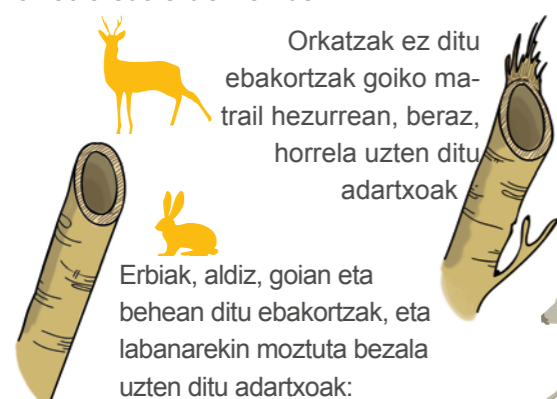 Orkatzak ez ditu
ebakortzak goiko ma-
trail hezurrean, beraz,
horrela uzten ditu
adartxoak
Erbiak, aldiz, goian eta
behean ditu ebakortzak, eta
labanarekin moztuta bezala
uzten ditu adartxoak: